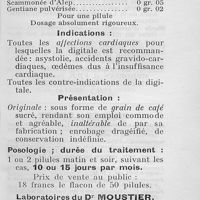 Scammonée d'Alep............ 0 gr. 05
Gentiane pulvérisée........... 0 gr. 02
Pour une pilule
Dosage absolument rigoureux.
Indications :
Toutes les affections cardiaques pour
lesquelles la digitale est recomman-
dée : asystolie, accidents gravido-car-
diaques, œdèmes dus à l'insuffisance
cardiaque.
Toutes les contre-indications de la digi-
tale.
Présentation :
Originale : sous forme de grain de café
sucré, rendant son emploi commode
et agréable, inaltérable de par sa
fabrication ; enrobage dragéifié, de
conservation indéfinie.
Posologie ; durée du traitement :
1 ou 2 pilules matin et soir, suivant les
cas, 10 ou 15 jours par mois.
Prix de vente au public :
18 francs le flacon de 50 pilules.
Laboratoires du Dr MOUSTIER,